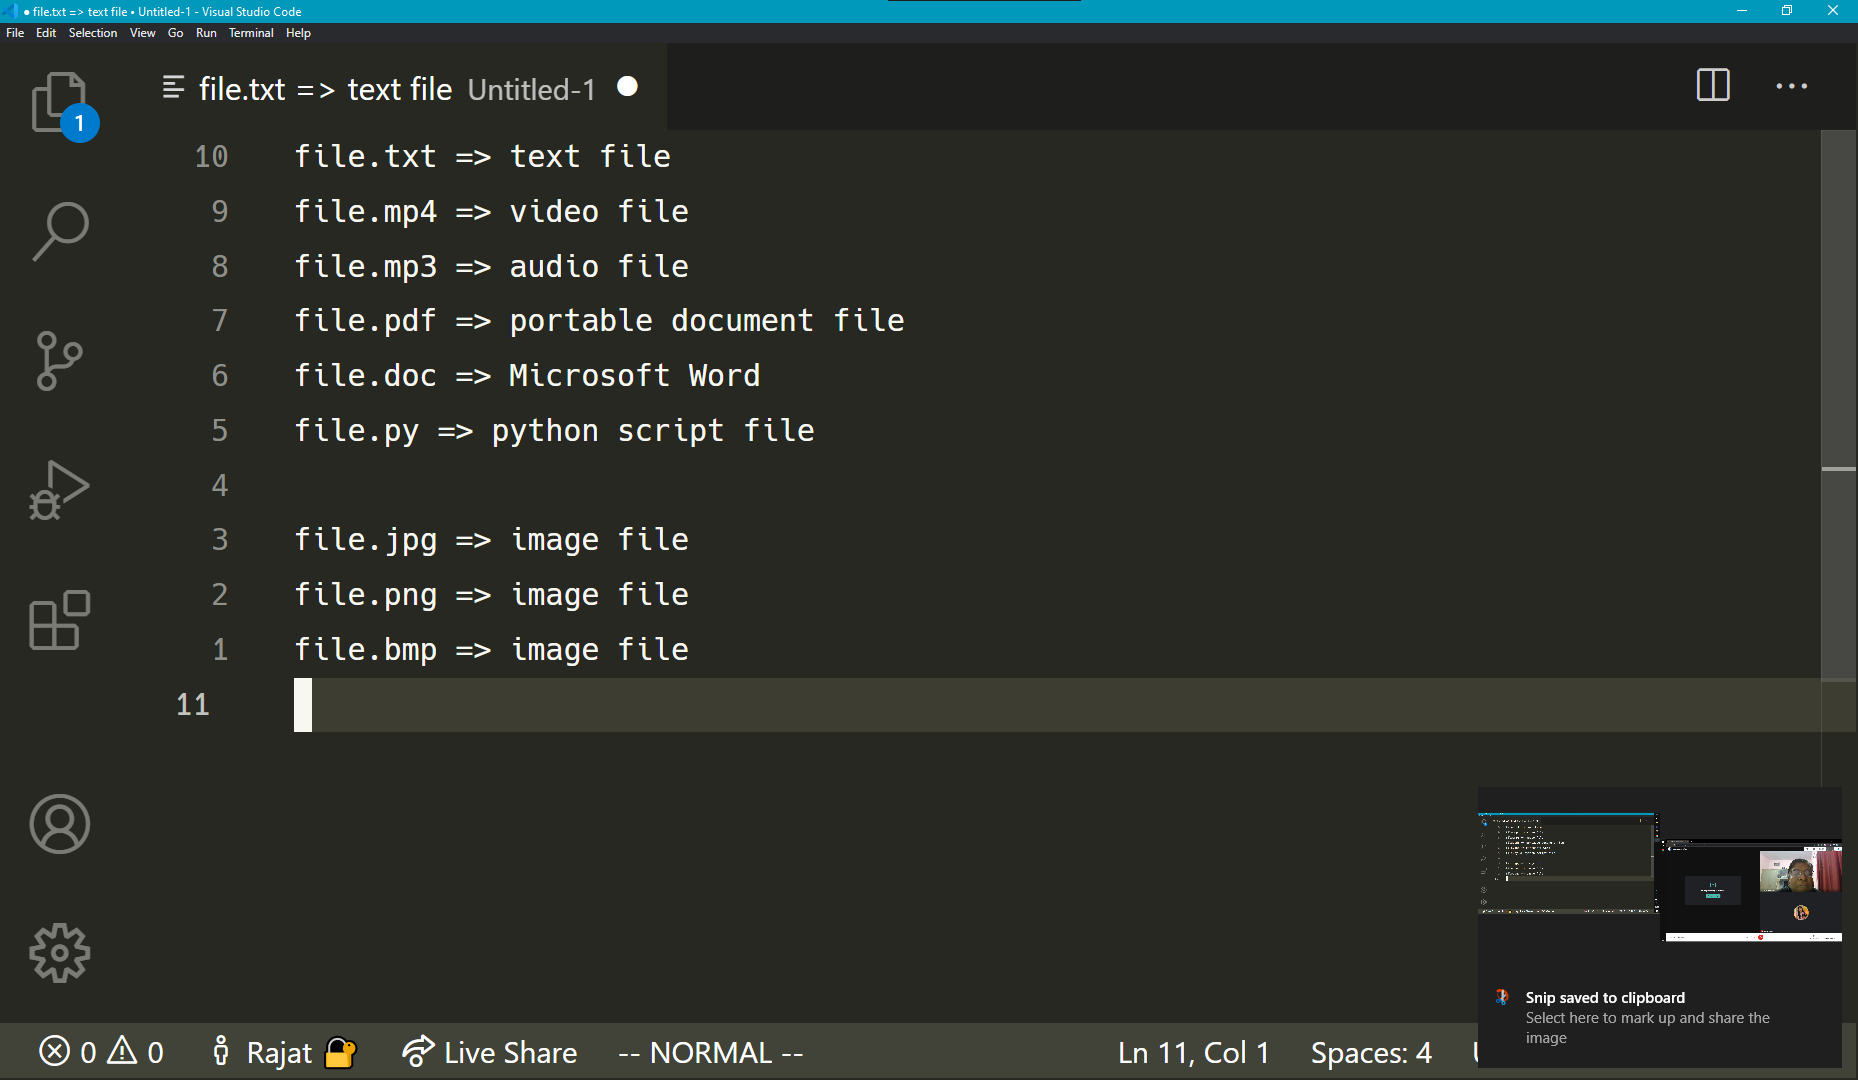 ● file.txt => text file • Untitled-1 - Visual Studio Code
File Edit Selection View Go Run Terminal Help
file.txt => text file Untitled-1
1
10 file.txt => text file
9 file.mp4 => video file
8 file.mp3 => audio file
7 file.pdf => portable document file
6 file.doc => Microsoft Word
5 file.py => python script file
4
3 file.jpg => image file
2 file.png => image file
1 file.bmp => image file
11
Snip saved to clipboard
Select here to mark up and share the
image
0 0 Rajat Live Share -- NORMAL -- Ln 11, Col 1 Spaces: 4